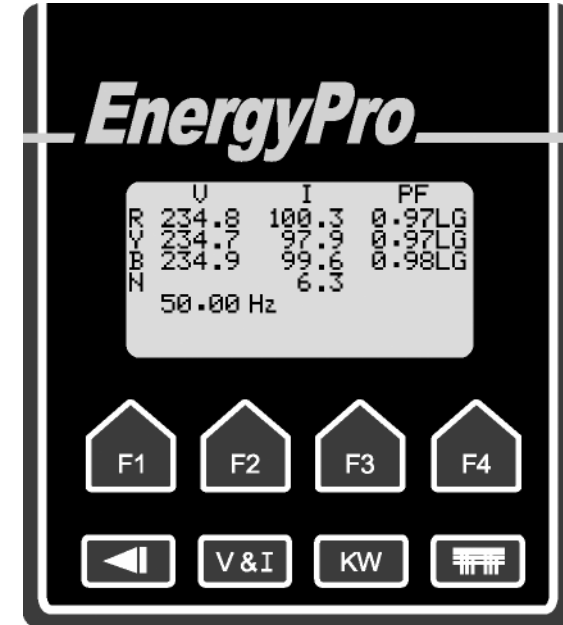 EnergyPro
V I PF
R 234.8 100.3 0.97LG
Y 234.7 97.9 0.97LG
B 234.9 99.6 0.98LG
N 6.3
50.00 Hz
F1 F2 F3 F4
V&I KW